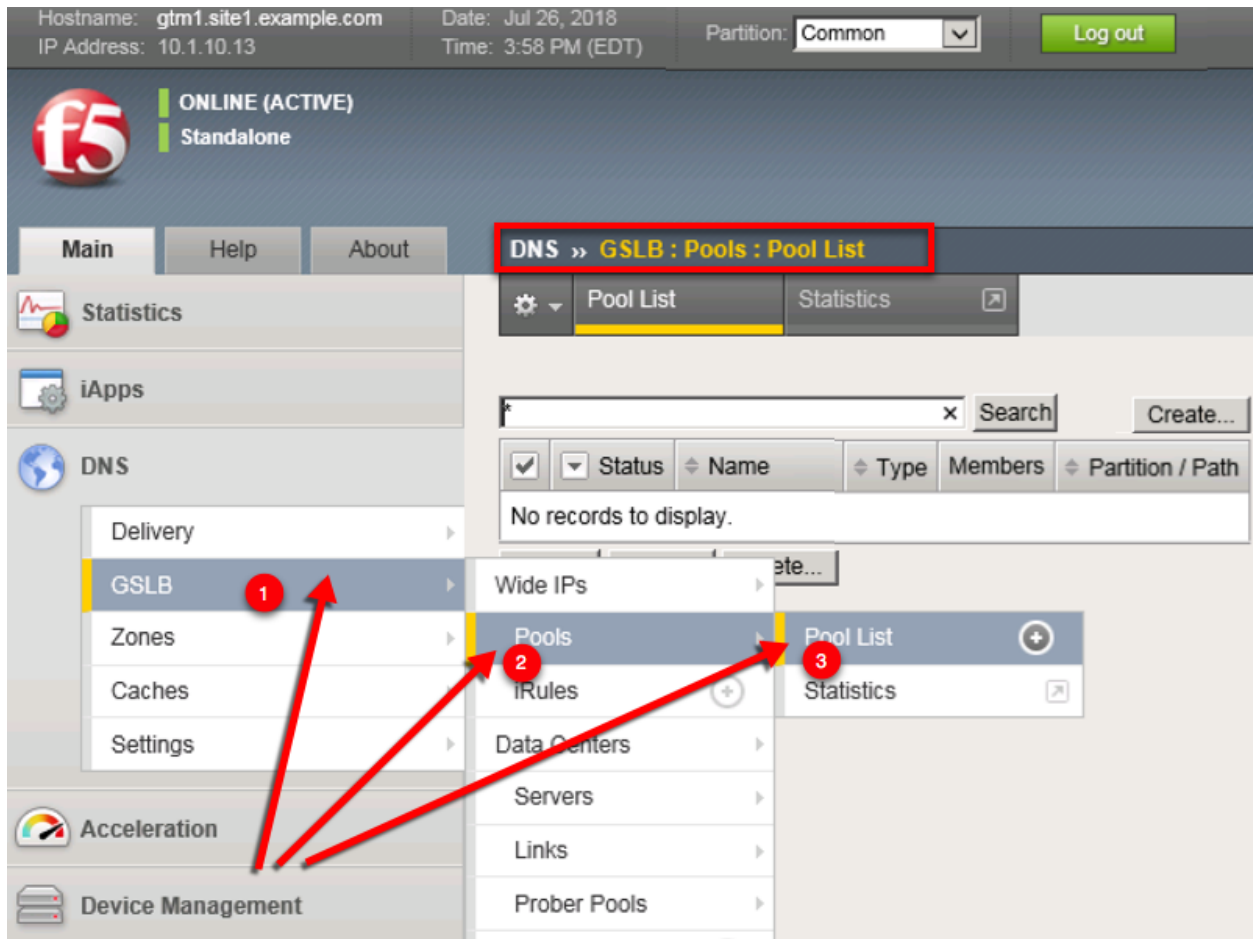 Hostname: gtm1.site1.example.com Date: Jul 26, 2018 Partition: Common Log out
IP Address: 10.1.10.13 Time: 3:58 PM (EDT)
f5
ONLINE (ACTIVE)
Standalone
Main Help About
DNS » GSLB : Pools : Pool List
Pool List Statistics
Statistics
iApps
* × Search Create...
Status Name Type Members Partition / Path
No records to display.
DNS
Delivery
GSLB 1
Zones
Caches
Settings
Wide IPs
Pools 2
iRules
Data Centers
Servers
Links
Prober Pools
Pool List 3
Statistics
Acceleration
Device Management